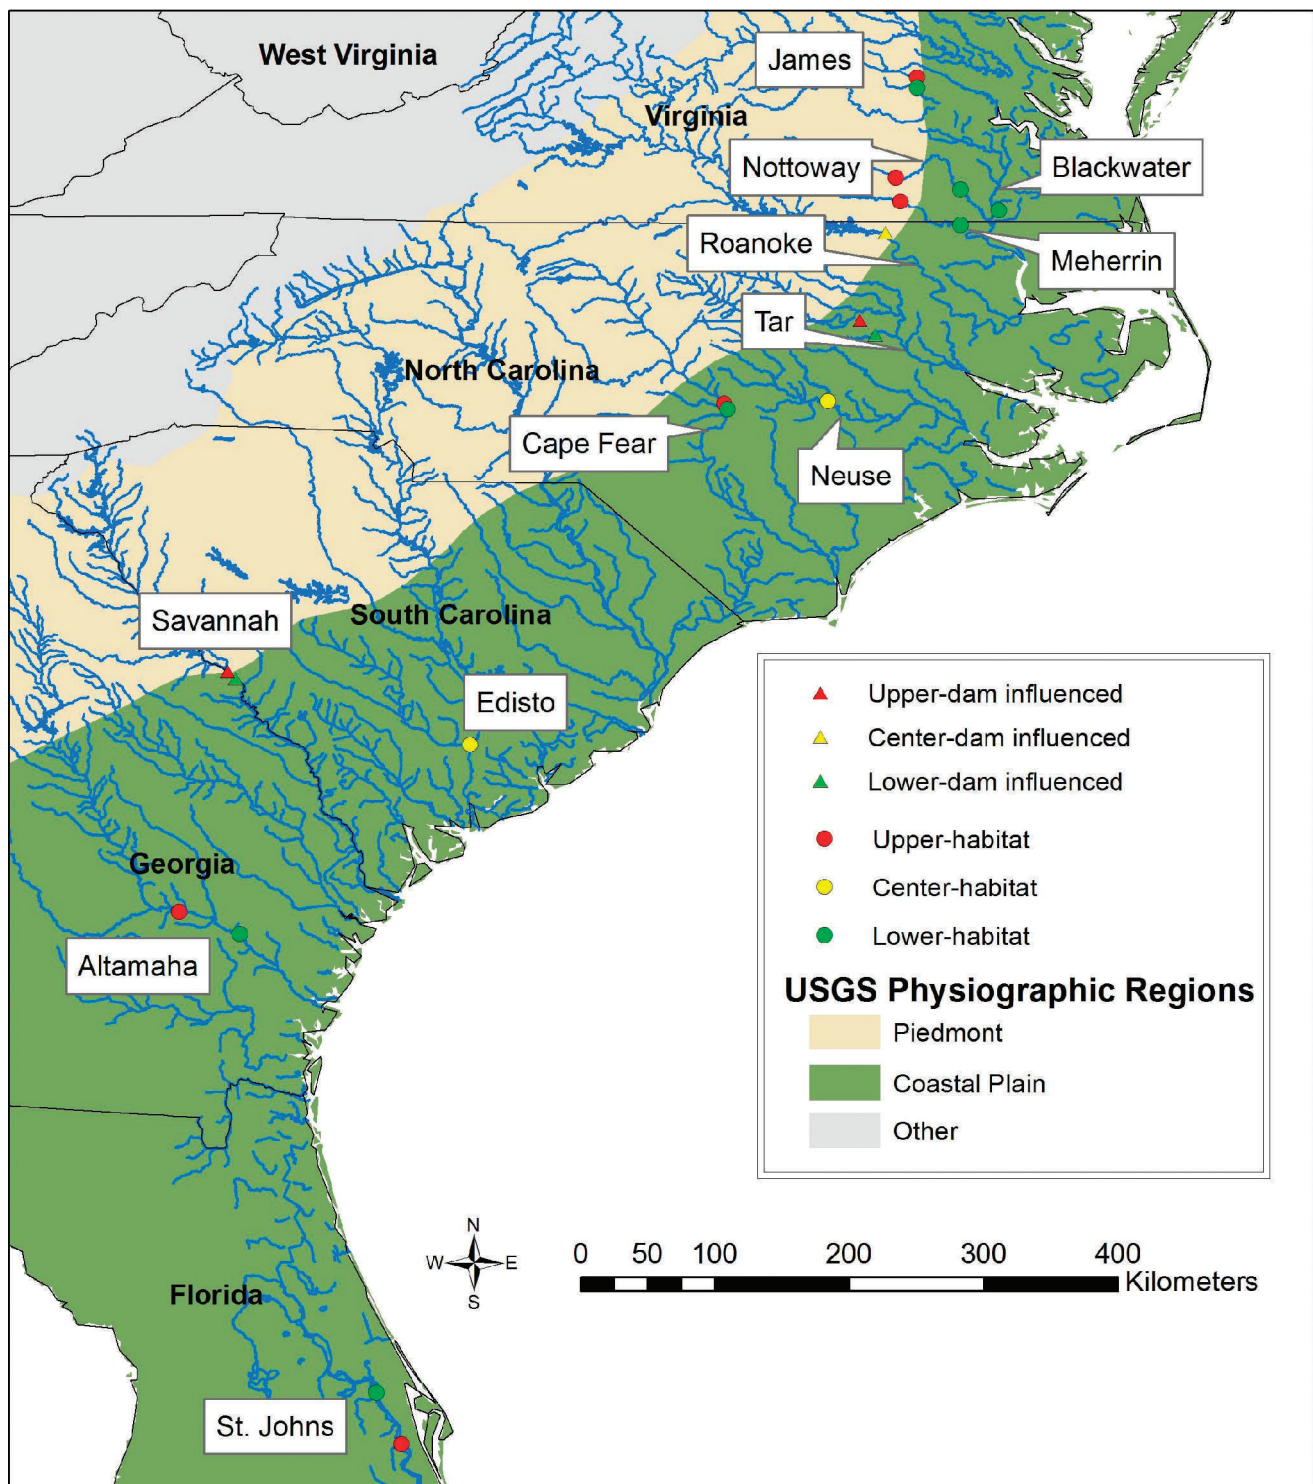 West Virginia
James
Virginia
Nottoway
Blackwater
Roanoke
Meherrin
Tar
North Carolina
Cape Fear
Neuse
Savannah
South Carolina
Edisto
Georgia
Altamaha
Florida
St. Johns
Upper-dam influenced
Center-dam influenced
Lower-dam influenced
Upper-habitat
Center-habitat
Lower-habitat
USGS Physiographic Regions
Piedmont
Coastal Plain
Other
N
W E
S
0 50 100 200 300 400
Kilometers